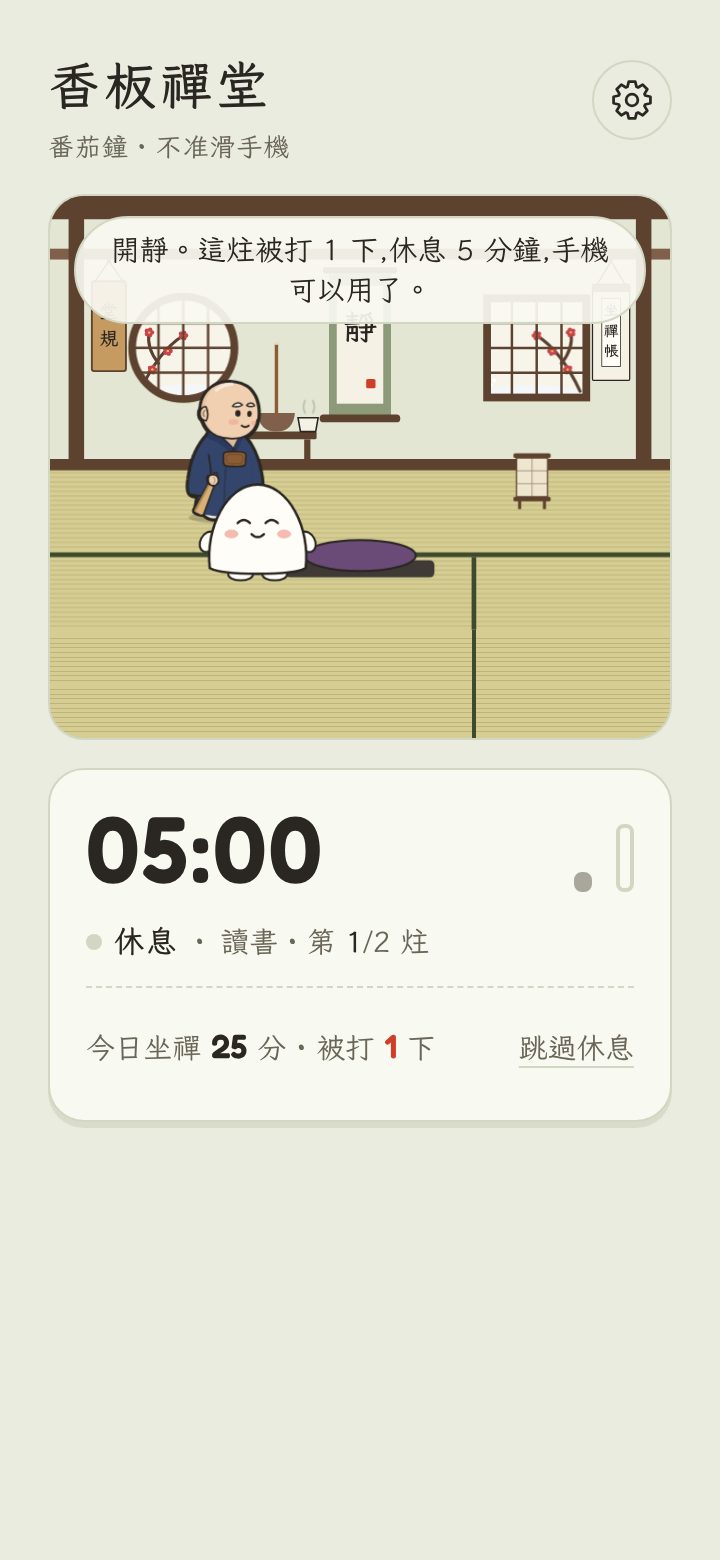 香板禪堂
番茄鐘・不准滑手機
開靜。這炷被打 1 下,休息 5 分鐘,手機
可以用了。
規
靜
禪帳
05:00
休息 ・ 讀書・第 1/2 炷
今日坐禪 25 分・被打 1 下
跳過休息